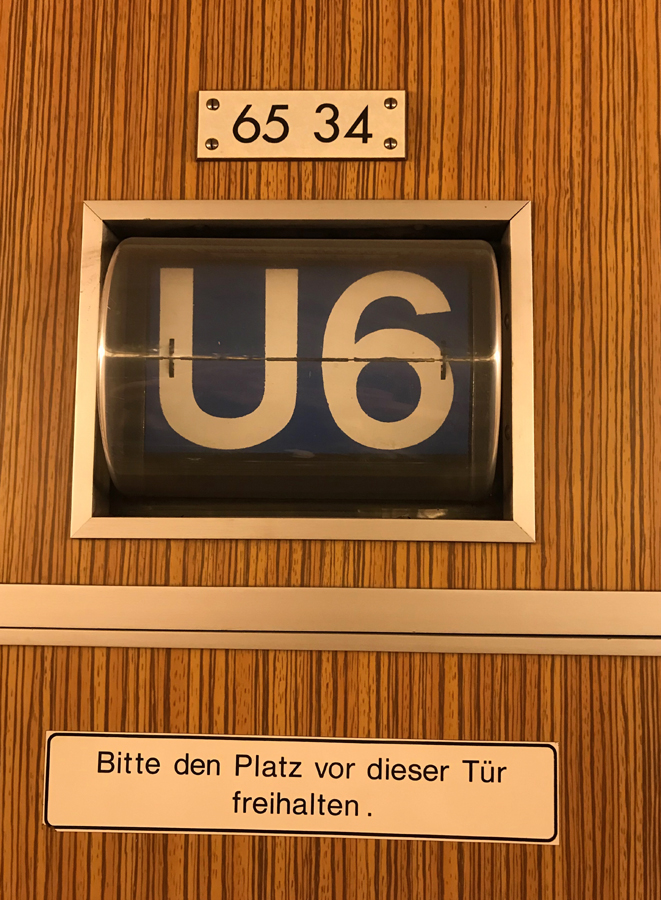 65 34
U6
Bitte den Platz vor dieser Tür
freihalten.